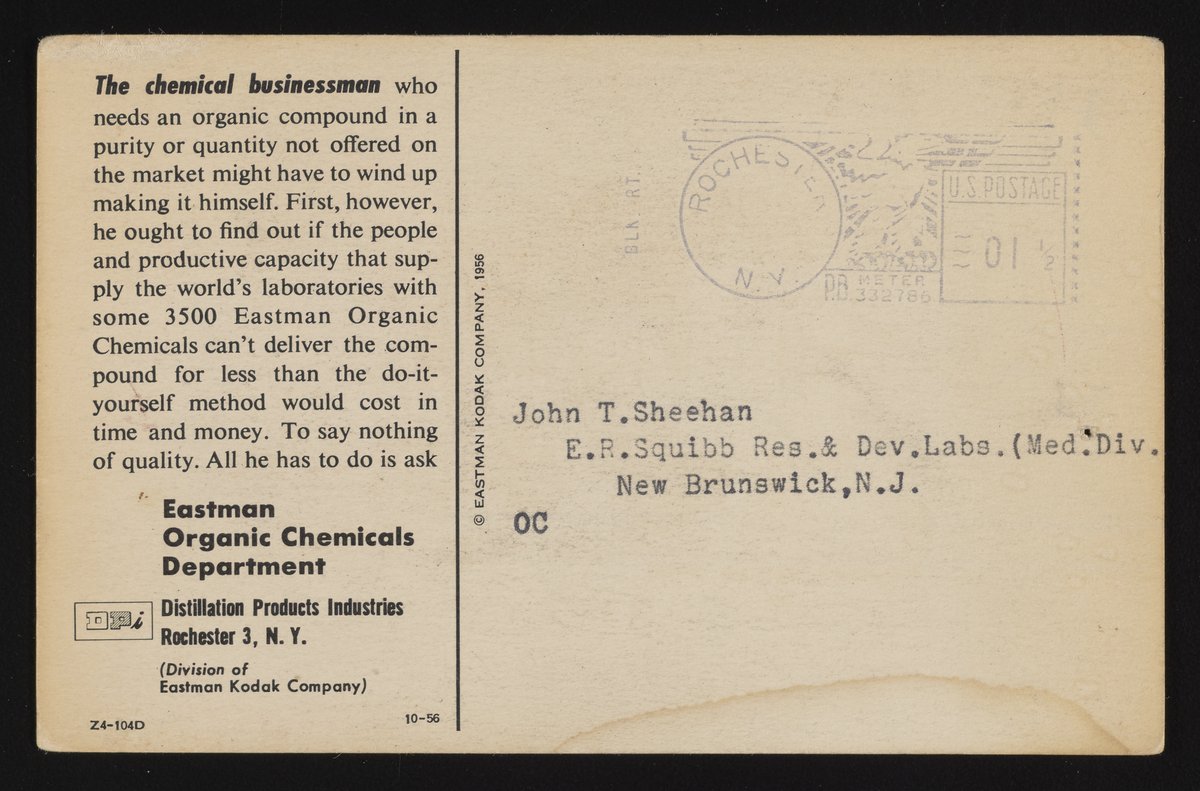 The chemical businessman who
needs an organic compound in a
purity or quantity not offered on
the market might have to wind up
making it himself. First, however,
he ought to find out if the people
and productive capacity that sup-
ply the world's laboratories with
some 3500 Eastman Organic
Chemicals can't deliver the com-
pound for less than the do-it-
yourself method would cost in
time and money. To say nothing
of quality. All he has to do is ask
Eastman
Organic Chemicals
Department
DPi
Distillation Products Industries
Rochester 3, N. Y.
(Division of
Eastman Kodak Company)
Z4-104D
10-56
© EASTMAN KODAK COMPANY, 1956
BLK. RT.
ROCHESTER
N.Y.
P.B. METER
332786
U.S. POSTAGE
01 1/2
John T.Sheehan
E.R.Squibb Res.& Dev.Labs.(Med.Div.
New Brunswick,N.J.
OC